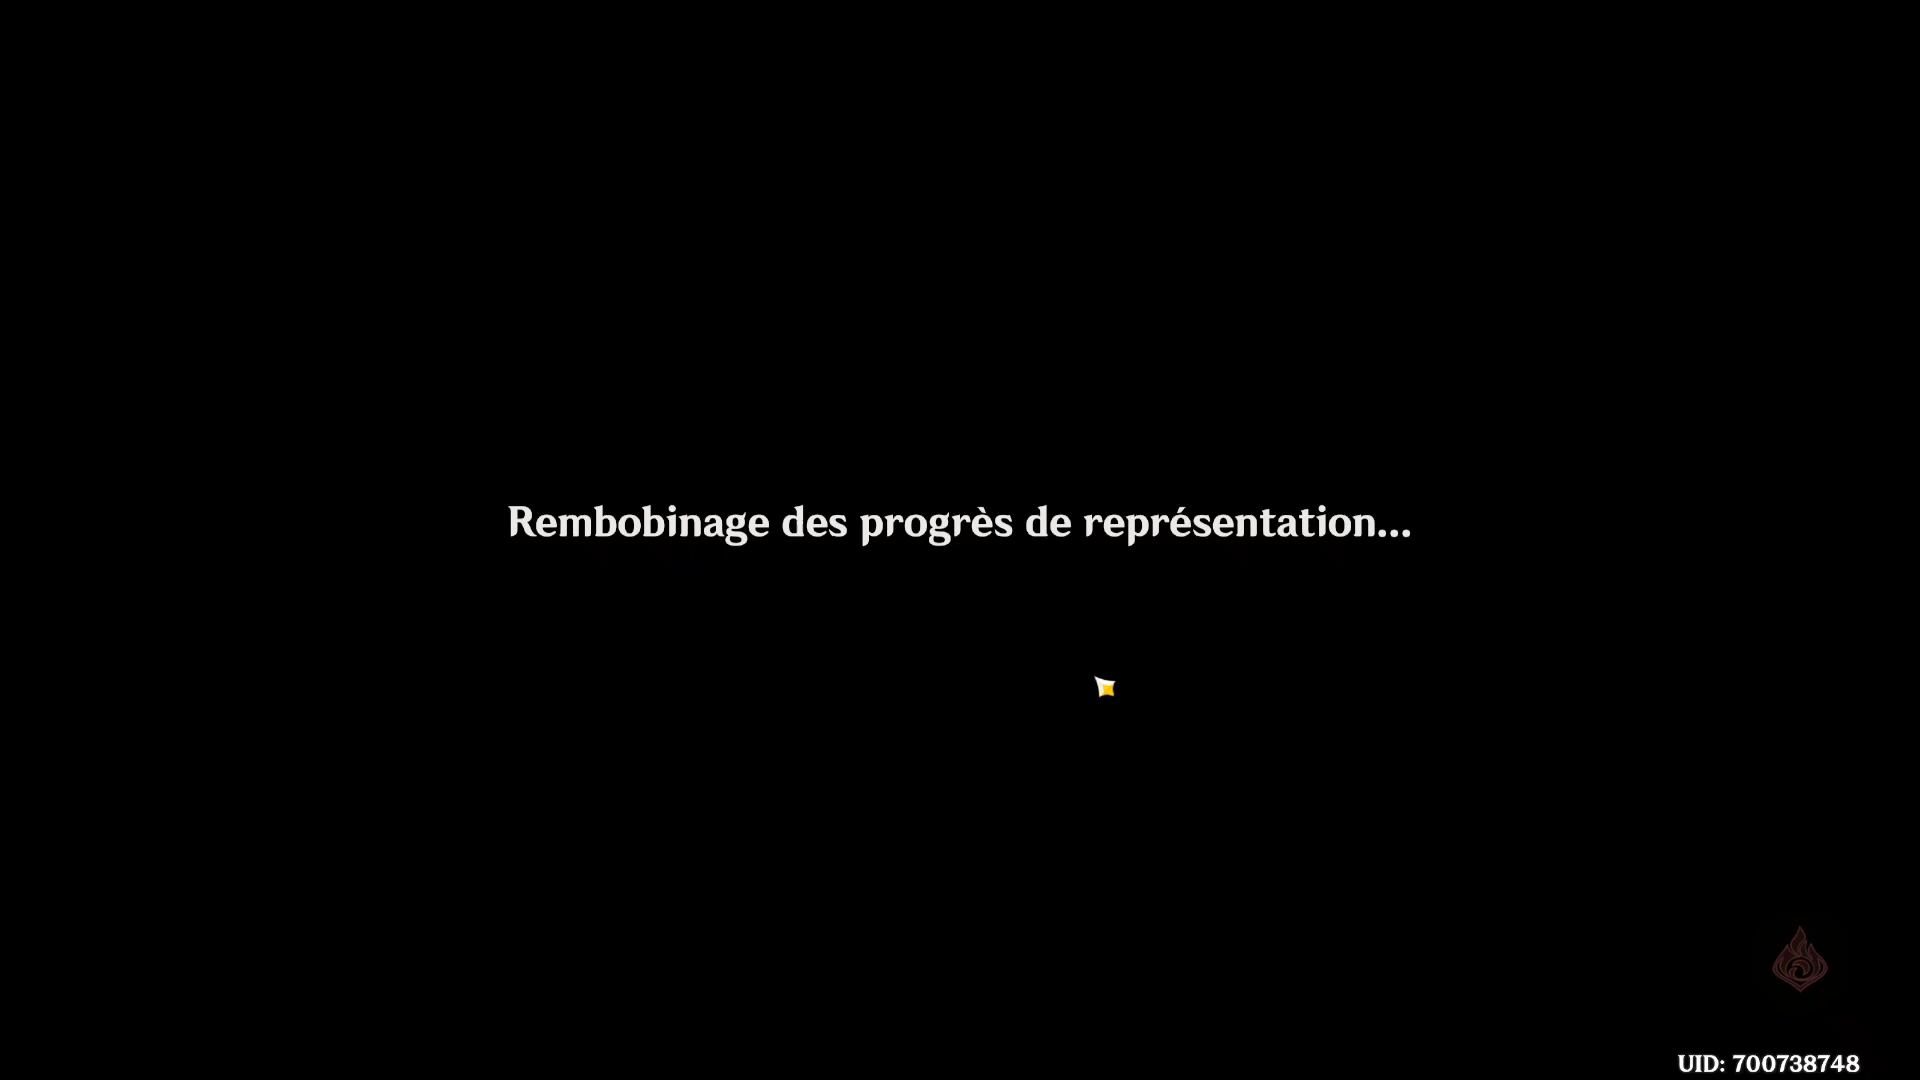 Rembobinage des progrès de représentation...
UID: 700738748